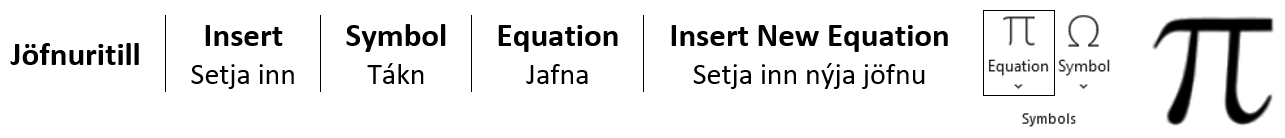 Jöfnuritill
Insert
Setja inn
Symbol
Tákn
Equation
Jafna
Insert New Equation
Setja inn nýja jöfnu
π Ω
Equation Symbol
Symbols
π